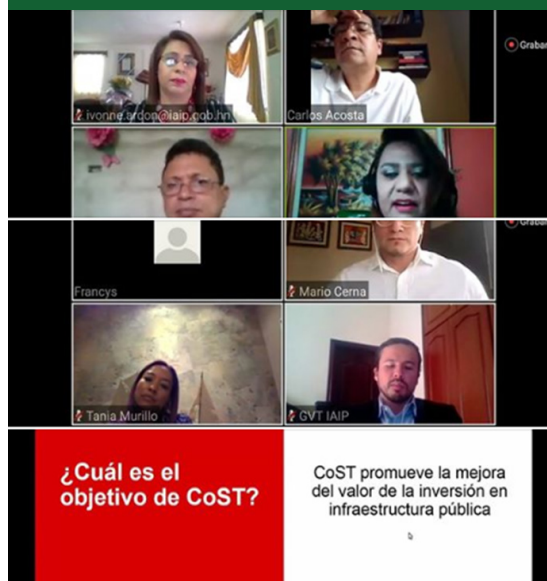 Graba
ivonne.ardon@iaip.gob.hn
Carlos Acosta
Francys
Mario Cerna
Tania Murillo
GVT IAIP
¿Cuál es el
objetivo de CoST?
CoST promueve la mejora
del valor de la inversión en
infraestructura pública